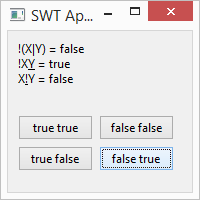 SWT Ap...
!(X|Y) = false
!XY = true
X!Y = false
true true
false false
true false
false true